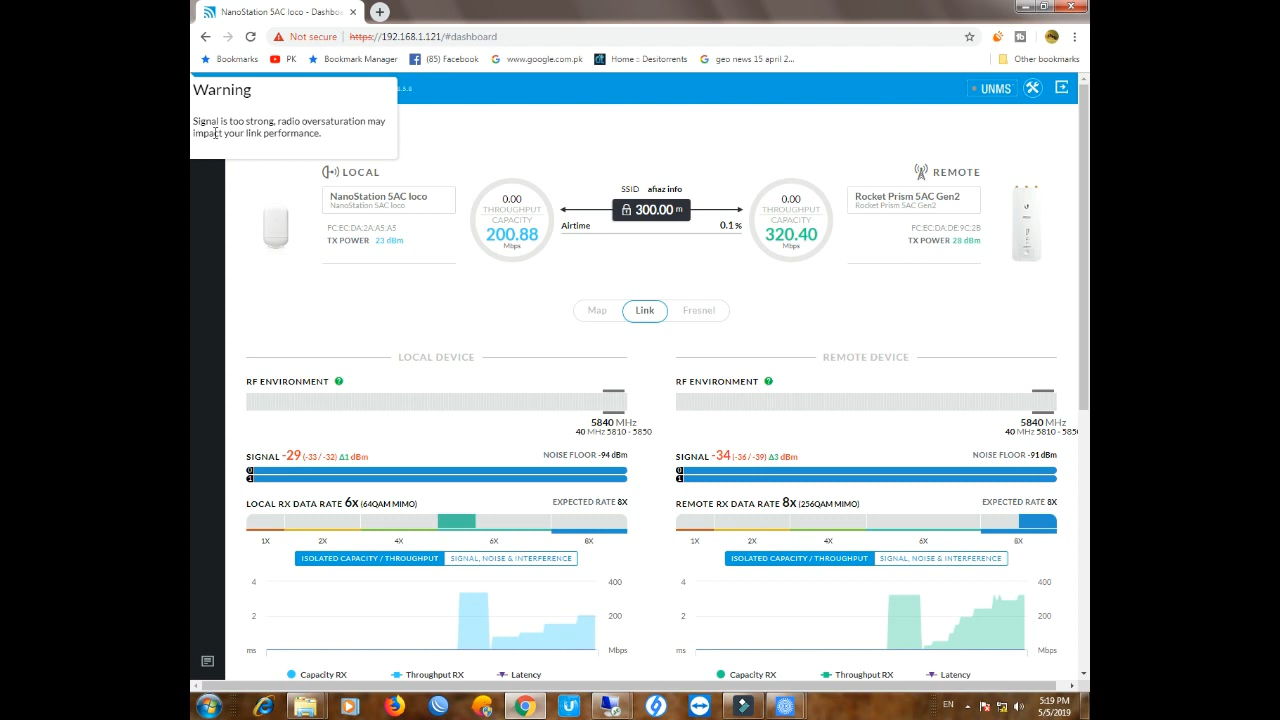 NanoStation 5AC loco - Dashbo
Not secure https://192.168.1.121/#dashboard
Bookmarks PK Bookmark Manager (85) Facebook www.google.com.pk Home :: Desitorrents geo news 15 april 2... Other bookmarks
Warning
UNMS
Signal is too strong, radio oversaturation may
impact your link performance.
LOCAL
REMOTE
SSID afiaz info
NanoStation 5AC loco
NanoStation 5AC loco
0.00
THROUGHPUT
CAPACITY
200.88
Mbps
300.00 m
Airtime 0.1 %
0.00
THROUGHPUT
CAPACITY
320.40
Mbps
Rocket Prism 5AC Gen2
Rocket Prism 5AC Gen2
FC:EC:DA:2A:A5:A5
TX POWER 23 dBm
FC:EC:DA:DE:9C:2B
TX POWER 28 dBm
Map Link Fresnel
LOCAL DEVICE
RF ENVIRONMENT ?
5840 MHz
40 MHz 5810 - 5850
SIGNAL -29 (-33 / -32) Δ1 dBm NOISE FLOOR -94 dBm
0
1
LOCAL RX DATA RATE 6x (64QAM MIMO) EXPECTED RATE 8X
1X 2X 4X 6X 8X
ISOLATED CAPACITY / THROUGHPUT SIGNAL, NOISE & INTERFERENCE
4 400
2 200
ms Mbps
Capacity RX Throughput RX Latency
REMOTE DEVICE
RF ENVIRONMENT ?
5840 MHz
40 MHz 5810 - 585
SIGNAL -34 (-36 / -39) Δ3 dBm NOISE FLOOR -91 dBm
0
1
REMOTE RX DATA RATE 8x (256QAM MIMO) EXPECTED RATE 8X
1X 2X 4X 6X 8X
ISOLATED CAPACITY / THROUGHPUT SIGNAL, NOISE & INTERFERENCE
4 400
2 200
ms Mbps
Capacity RX Throughput RX Latency
EN
5:19 PM
5/5/2019